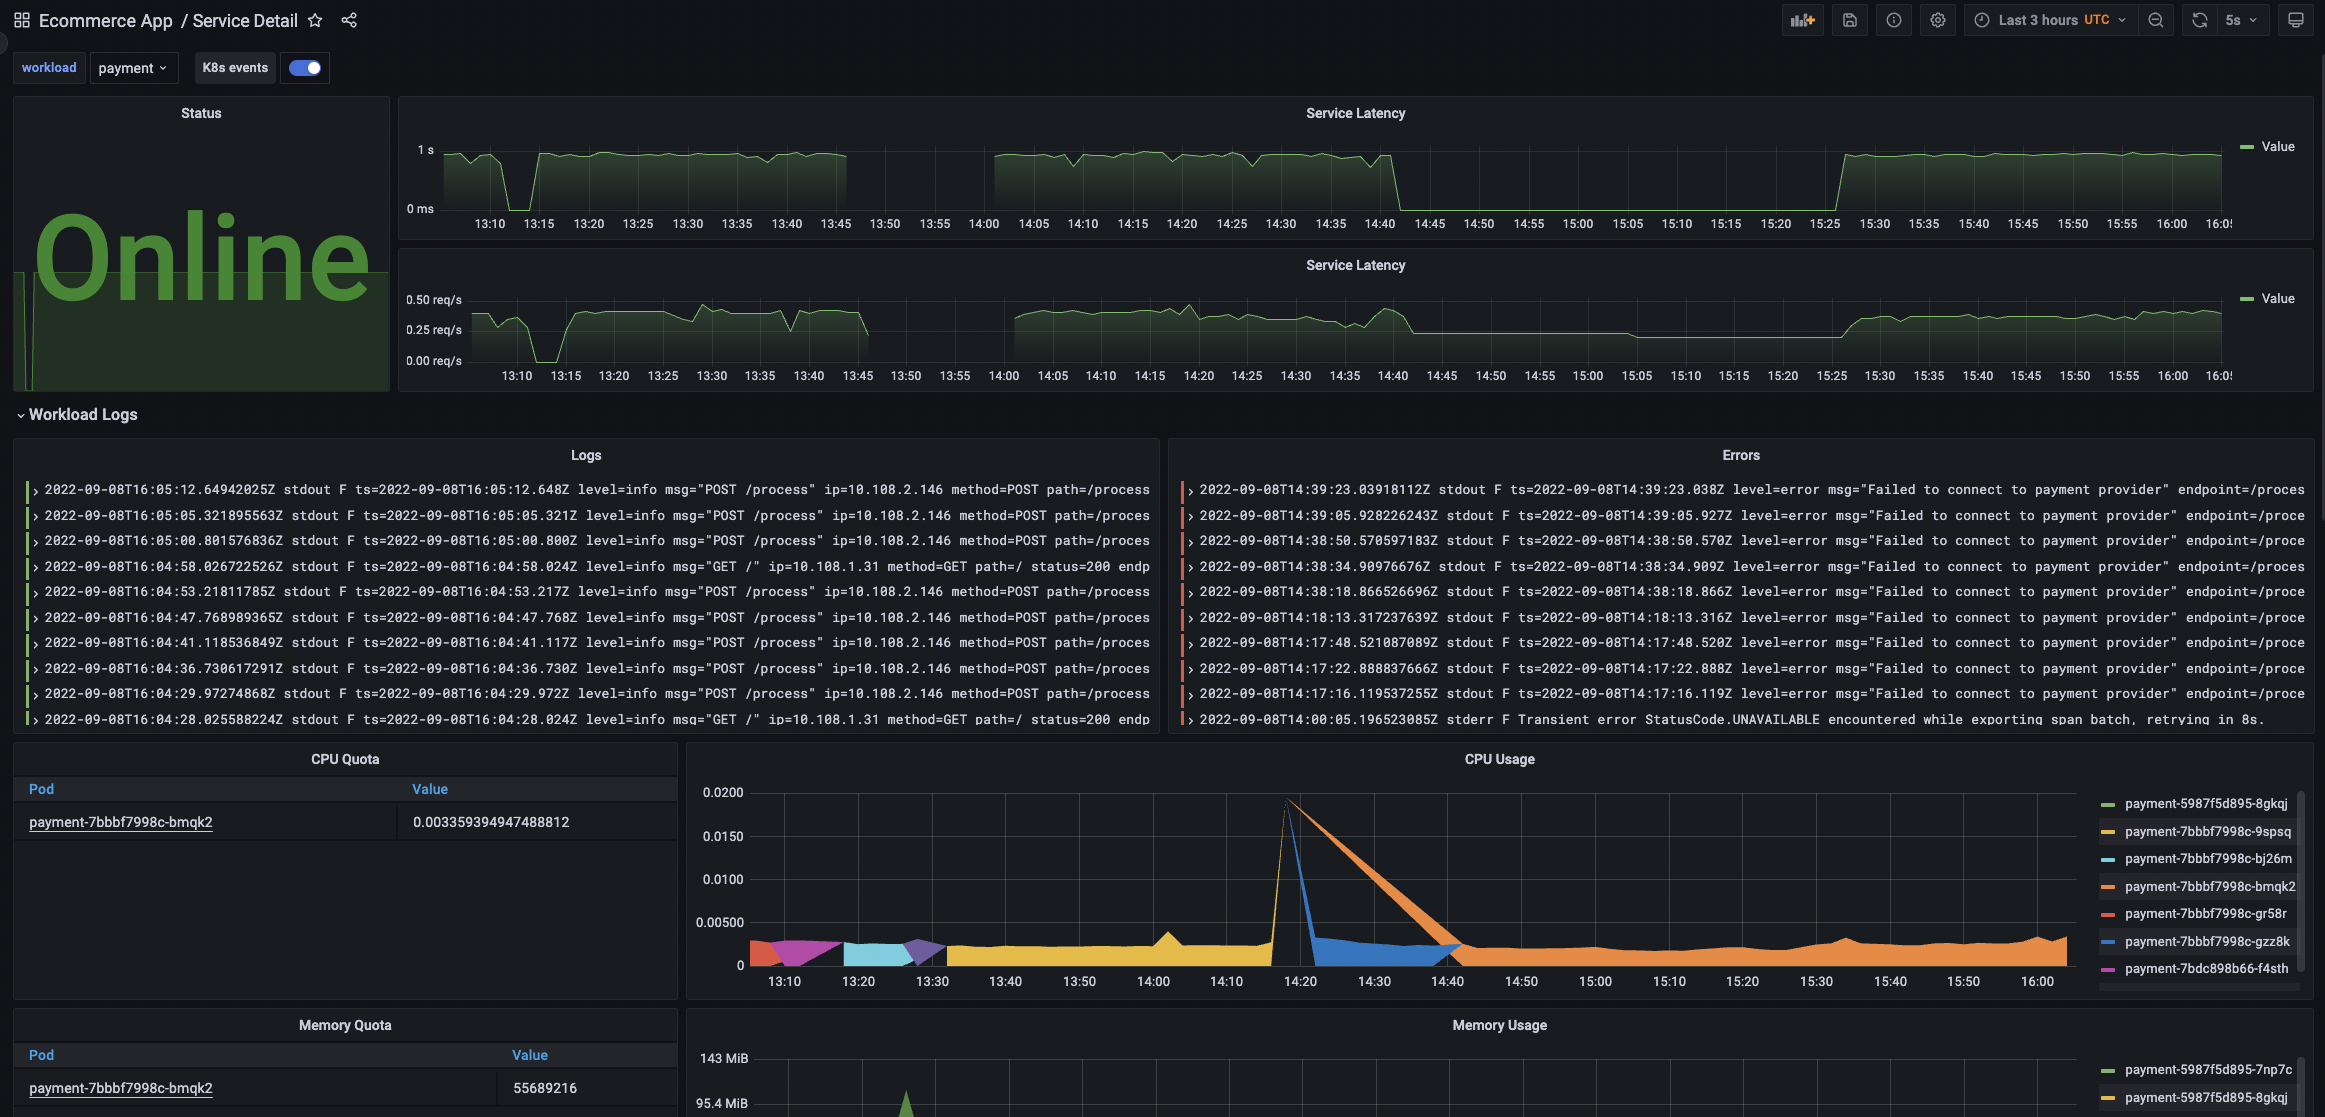 Ecommerce App / Service Detail
Last 3 hours UTC
5s
workload payment K8s events
Status
Online
Service Latency
1 s
0 ms
13:10 13:15 13:20 13:25 13:30 13:35 13:40 13:45 13:50 13:55 14:00 14:05 14:10 14:15 14:20 14:25 14:30 14:35 14:40 14:45 14:50 14:55 15:00 15:05 15:10 15:15 15:20 15:25 15:30 15:35 15:40 15:45 15:50 15:55 16:00 16:05
Value
Service Latency
0.50 req/s
0.25 req/s
0.00 req/s
13:10 13:15 13:20 13:25 13:30 13:35 13:40 13:45 13:50 13:55 14:00 14:05 14:10 14:15 14:20 14:25 14:30 14:35 14:40 14:45 14:50 14:55 15:00 15:05 15:10 15:15 15:20 15:25 15:30 15:35 15:40 15:45 15:50 15:55 16:00 16:05
Value
Workload Logs
Logs
2022-09-08T16:05:12.64942025Z stdout F ts=2022-09-08T16:05:12.648Z level=info msg="POST /process" ip=10.108.2.146 method=POST path=/process
2022-09-08T16:05:05.321895563Z stdout F ts=2022-09-08T16:05:05.321Z level=info msg="POST /process" ip=10.108.2.146 method=POST path=/proces
2022-09-08T16:05:00.801576836Z stdout F ts=2022-09-08T16:05:00.800Z level=info msg="POST /process" ip=10.108.2.146 method=POST path=/proces
2022-09-08T16:04:58.026722526Z stdout F ts=2022-09-08T16:04:58.024Z level=info msg="GET /" ip=10.108.1.31 method=GET path=/ status=200 endp
2022-09-08T16:04:53.21811785Z stdout F ts=2022-09-08T16:04:53.217Z level=info msg="POST /process" ip=10.108.2.146 method=POST path=/process
2022-09-08T16:04:47.768989365Z stdout F ts=2022-09-08T16:04:47.768Z level=info msg="POST /process" ip=10.108.2.146 method=POST path=/proces
2022-09-08T16:04:41.118536849Z stdout F ts=2022-09-08T16:04:41.117Z level=info msg="POST /process" ip=10.108.2.146 method=POST path=/proces
2022-09-08T16:04:36.730617291Z stdout F ts=2022-09-08T16:04:36.730Z level=info msg="POST /process" ip=10.108.2.146 method=POST path=/proces
2022-09-08T16:04:29.97274868Z stdout F ts=2022-09-08T16:04:29.972Z level=info msg="POST /process" ip=10.108.2.146 method=POST path=/process
2022-09-08T16:04:28.025588224Z stdout F ts=2022-09-08T16:04:28.024Z level=info msg="GET /" ip=10.108.1.31 method=GET path=/ status=200 endp
Errors
2022-09-08T14:39:23.03918112Z stdout F ts=2022-09-08T14:39:23.038Z level=error msg="Failed to connect to payment provider" endpoint=/proces
2022-09-08T14:39:05.928226243Z stdout F ts=2022-09-08T14:39:05.927Z level=error msg="Failed to connect to payment provider" endpoint=/proce
2022-09-08T14:38:50.570597183Z stdout F ts=2022-09-08T14:38:50.570Z level=error msg="Failed to connect to payment provider" endpoint=/proce
2022-09-08T14:38:34.90976676Z stdout F ts=2022-09-08T14:38:34.909Z level=error msg="Failed to connect to payment provider" endpoint=/proces
2022-09-08T14:38:18.866526696Z stdout F ts=2022-09-08T14:38:18.866Z level=error msg="Failed to connect to payment provider" endpoint=/proce
2022-09-08T14:18:13.317237639Z stdout F ts=2022-09-08T14:18:13.316Z level=error msg="Failed to connect to payment provider" endpoint=/proce
2022-09-08T14:17:48.521087089Z stdout F ts=2022-09-08T14:17:48.520Z level=error msg="Failed to connect to payment provider" endpoint=/proce
2022-09-08T14:17:22.888837666Z stdout F ts=2022-09-08T14:17:22.888Z level=error msg="Failed to connect to payment provider" endpoint=/proce
2022-09-08T14:17:16.119537255Z stdout F ts=2022-09-08T14:17:16.119Z level=error msg="Failed to connect to payment provider" endpoint=/proce
2022-09-08T14:00:05.196523085Z stderr F Transient error StatusCode.UNAVAILABLE encountered while exporting span batch, retrying in 8s.
CPU Quota
Pod Value
payment-7bbbf7998c-bmqk2 0.003359394947488812
CPU Usage
0.0200
0.0150
0.0100
0.00500
0
13:10 13:20 13:30 13:40 13:50 14:00 14:10 14:20 14:30 14:40 14:50 15:00 15:10 15:20 15:30 15:40 15:50 16:00
payment-5987f5d895-8gkqj
payment-7bbbf7998c-9spsq
payment-7bbbf7998c-bj26m
payment-7bbbf7998c-bmqk2
payment-7bbbf7998c-gr58r
payment-7bbbf7998c-gzz8k
payment-7bdc898b66-f4sth
Memory Quota
Pod Value
payment-7bbbf7998c-bmqk2 55689216
Memory Usage
143 MiB
95.4 MiB
payment-5987f5d895-7np7c
payment-5987f5d895-8gkqj